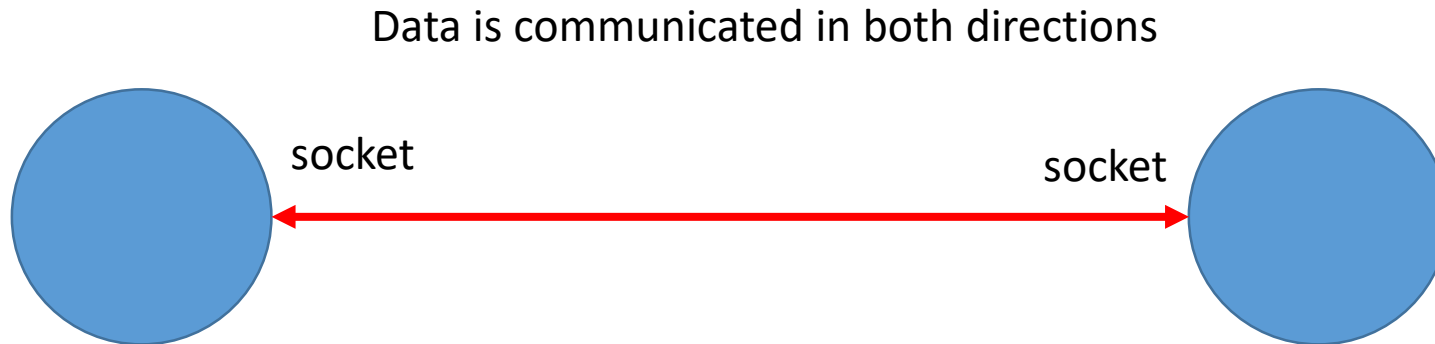 Data is communicated in both directions
socket
socket